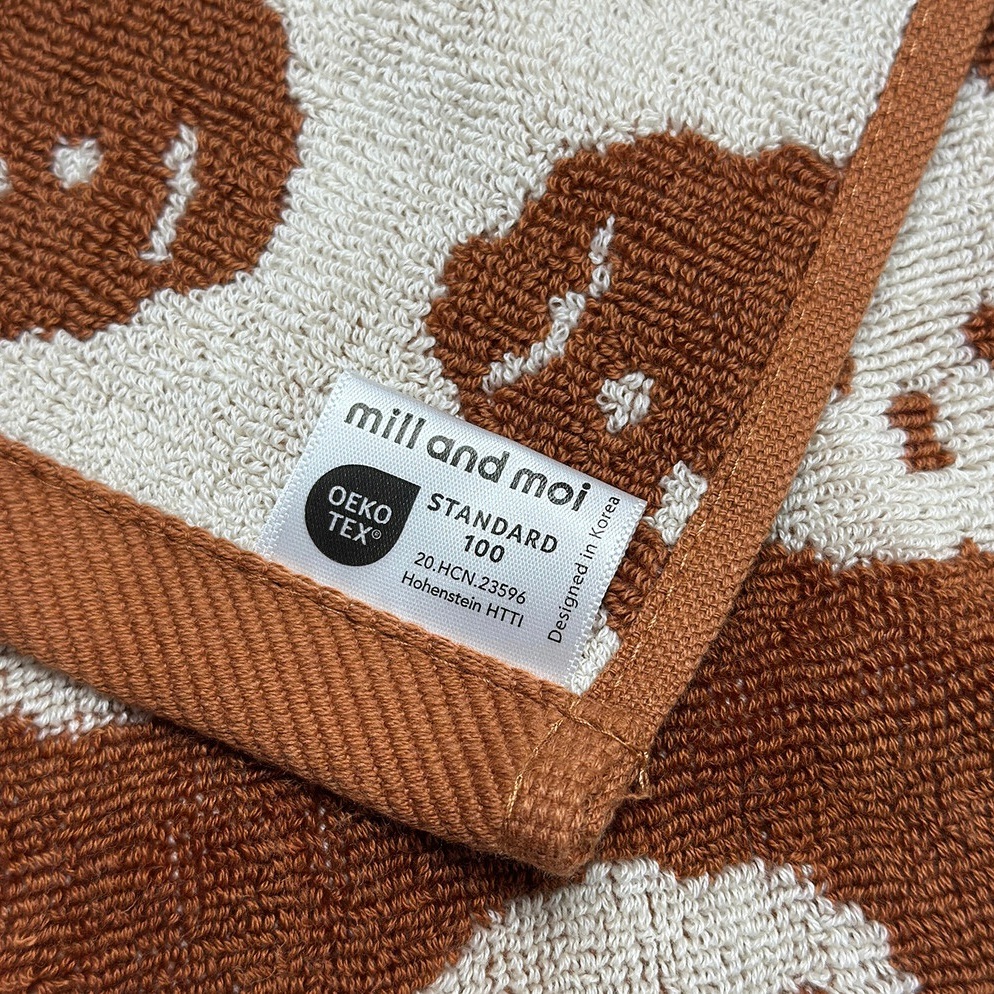 mill and moi
OEKO
TEX®
STANDARD
100
20.HCN.23596
Hohenstein HTTI
Designed in Korea